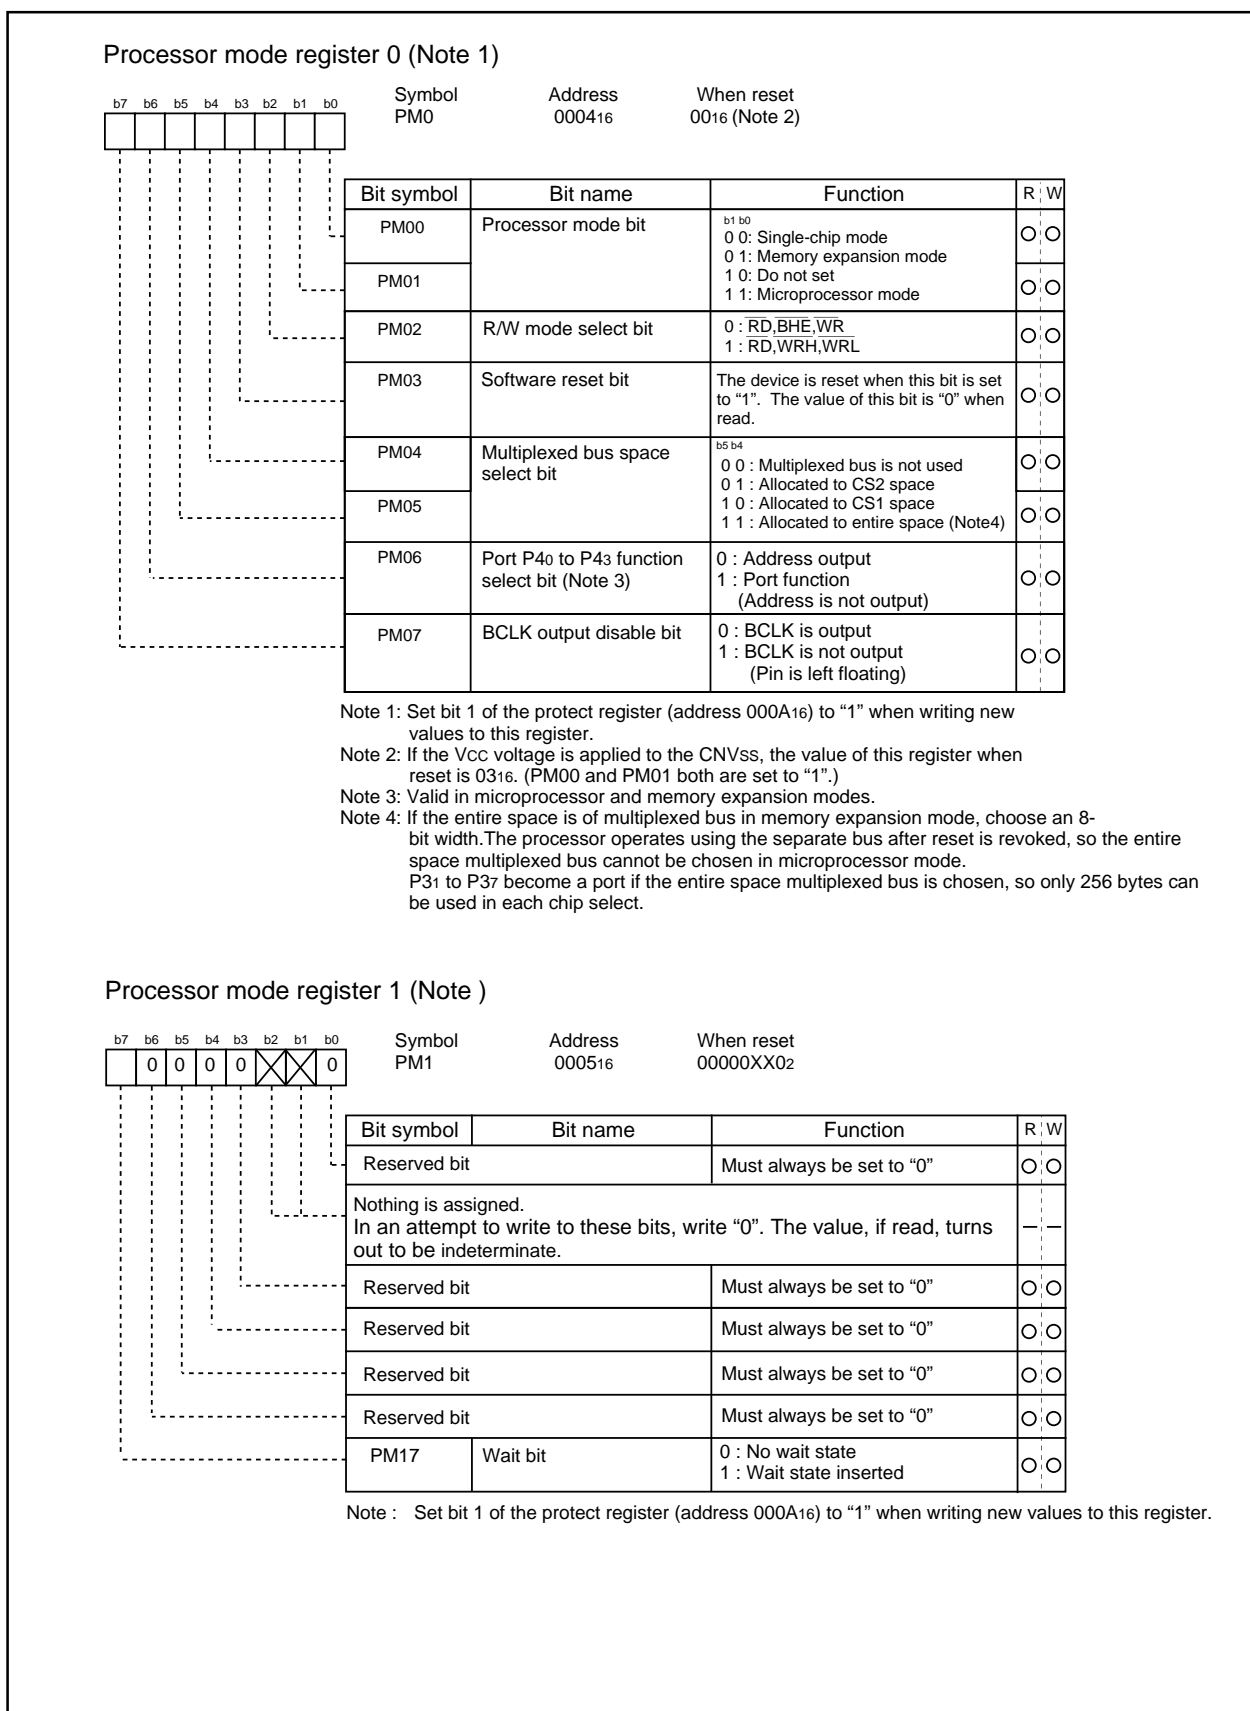 Processor mode register 0 (Note 1)
Symbol Address When reset
b7 b6 b5 b4 b3 b2 b1 b0
PM0 000416 0016 (Note 2)
Bit symbol Bit name Function R W
PM00 Processor mode bit b1 b0
0 0: Single-chip mode
0 1: Memory expansion mode
PM01 1 0: Do not set
1 1: Microprocessor mode
PM02 R/W mode select bit 0 : RD,BHE,WR
1 : RD,WRH,WRL
PM03 Software reset bit The device is reset when this bit is set
to “1”. The value of this bit is “0” when
read.
PM04 Multiplexed bus space b5 b4
select bit 0 0 : Multiplexed bus is not used
0 1 : Allocated to CS2 space
PM05 1 0 : Allocated to CS1 space
1 1 : Allocated to entire space (Note4)
PM06 Port P40 to P43 function 0 : Address output
select bit (Note 3) 1 : Port function
(Address is not output)
PM07 BCLK output disable bit 0 : BCLK is output
1 : BCLK is not output
(Pin is left floating)
Note 1: Set bit 1 of the protect register (address 000A16) to “1” when writing new
values to this register.
Note 2: If the VCC voltage is applied to the CNVSS, the value of this register when
reset is 0316. (PM00 and PM01 both are set to “1”.)
Note 3: Valid in microprocessor and memory expansion modes.
Note 4: If the entire space is of multiplexed bus in memory expansion mode, choose an 8-
bit width.The processor operates using the separate bus after reset is revoked, so the entire
space multiplexed bus cannot be chosen in microprocessor mode.
P31 to P37 become a port if the entire space multiplexed bus is chosen, so only 256 bytes can
be used in each chip select.
Processor mode register 1 (Note )
b7 b6 b5 b4 b3 b2 b1 b0 Symbol Address When reset
0 0 0 0 0 PM1 000516 00000XX02
Bit symbol Bit name Function R W
Reserved bit Must always be set to “0”
Nothing is assigned.
In an attempt to write to these bits, write “0”. The value, if read, turns
out to be indeterminate.
Reserved bit Must always be set to “0”
Reserved bit Must always be set to “0”
Reserved bit Must always be set to “0”
Reserved bit Must always be set to “0”
PM17 Wait bit 0 : No wait state
1 : Wait state inserted
Note : Set bit 1 of the protect register (address 000A16) to “1” when writing new values to this register.